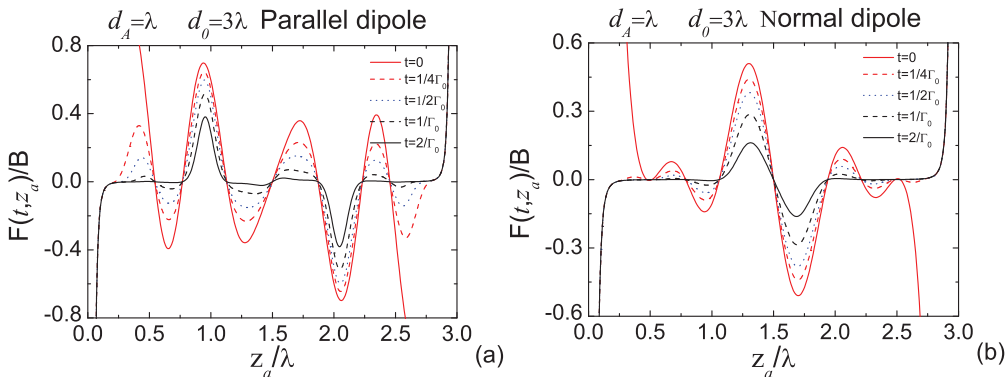 d_A=λ d_0=3λ Parallel dipole
F(t,z_a)/B
0.8
0.4
0.0
-0.4
-0.8
t=0
t=1/4Γ_0
t=1/2Γ_0
t=1/Γ_0
t=2/Γ_0
0.0 0.5 1.0 1.5 2.0 2.5 3.0
z_a/λ
(a)
d_A=λ d_0=3λ Normal dipole
F(t,z_a)/B
0.6
0.3
0.0
-0.3
-0.6
t=0
t=1/4Γ_0
t=1/2Γ_0
t=1/Γ_0
t=2/Γ_0
0.0 0.5 1.0 1.5 2.0 2.5 3.0
z_a/λ
(b)